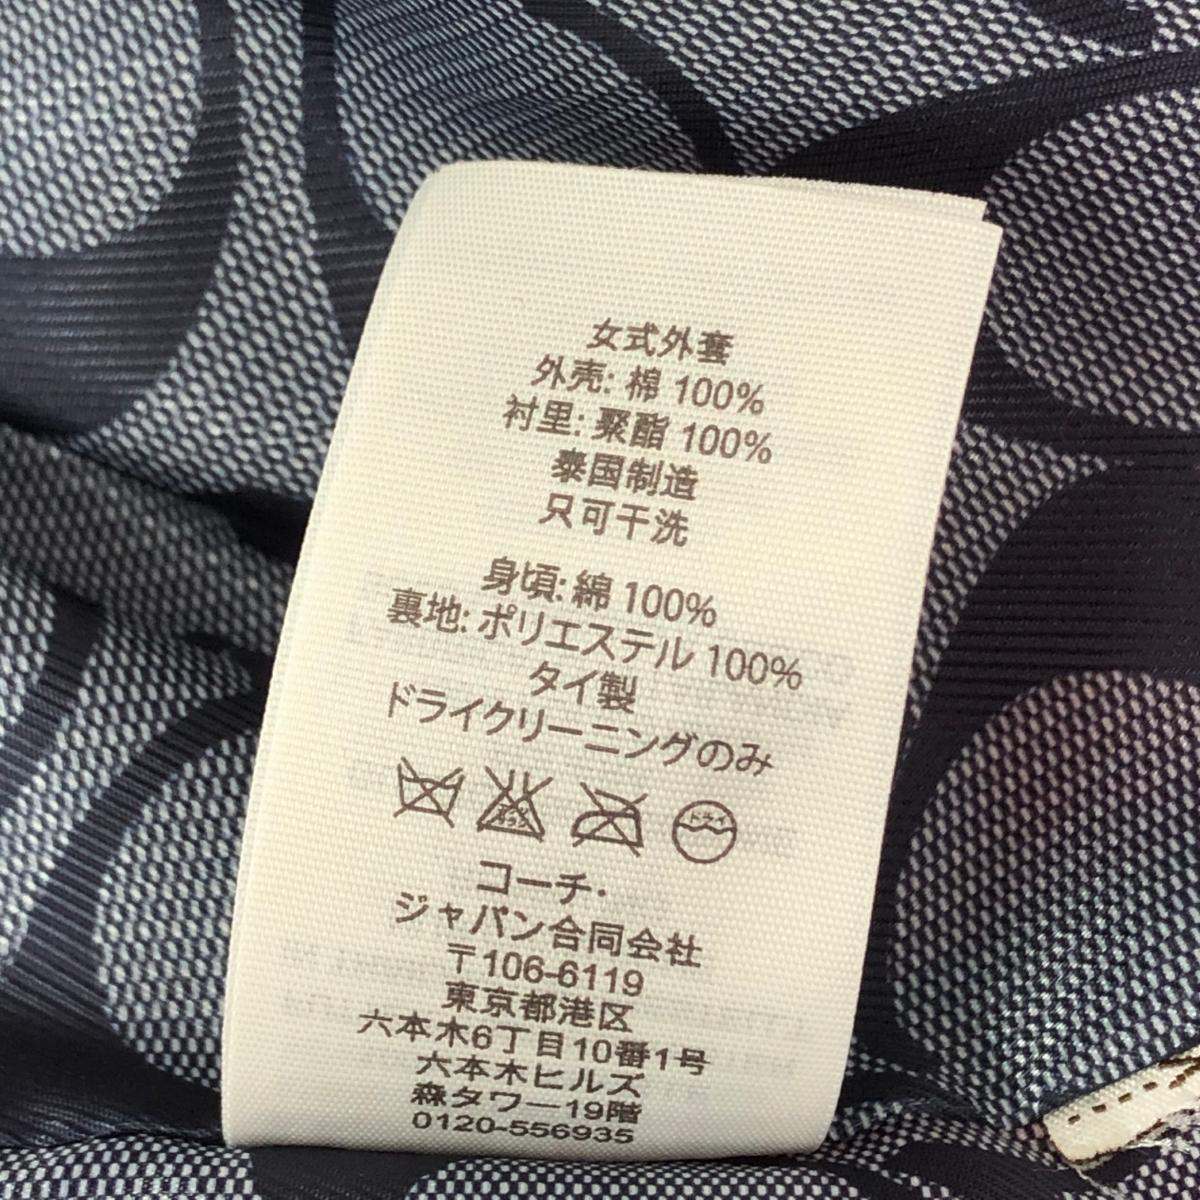 女式外套
外壳: 棉 100%
衬里: 聚酯 100%
泰国制造
只可干洗
身頃: 綿 100%
裏地: ポリエステル 100%
タイ製
ドライクリーニングのみ
ドライ
コーチ・
ジャパン合同会社
〒106-6119
東京都港区
六本木6丁目10番1号
六本木ヒルズ
森タワー19階
0120-556935